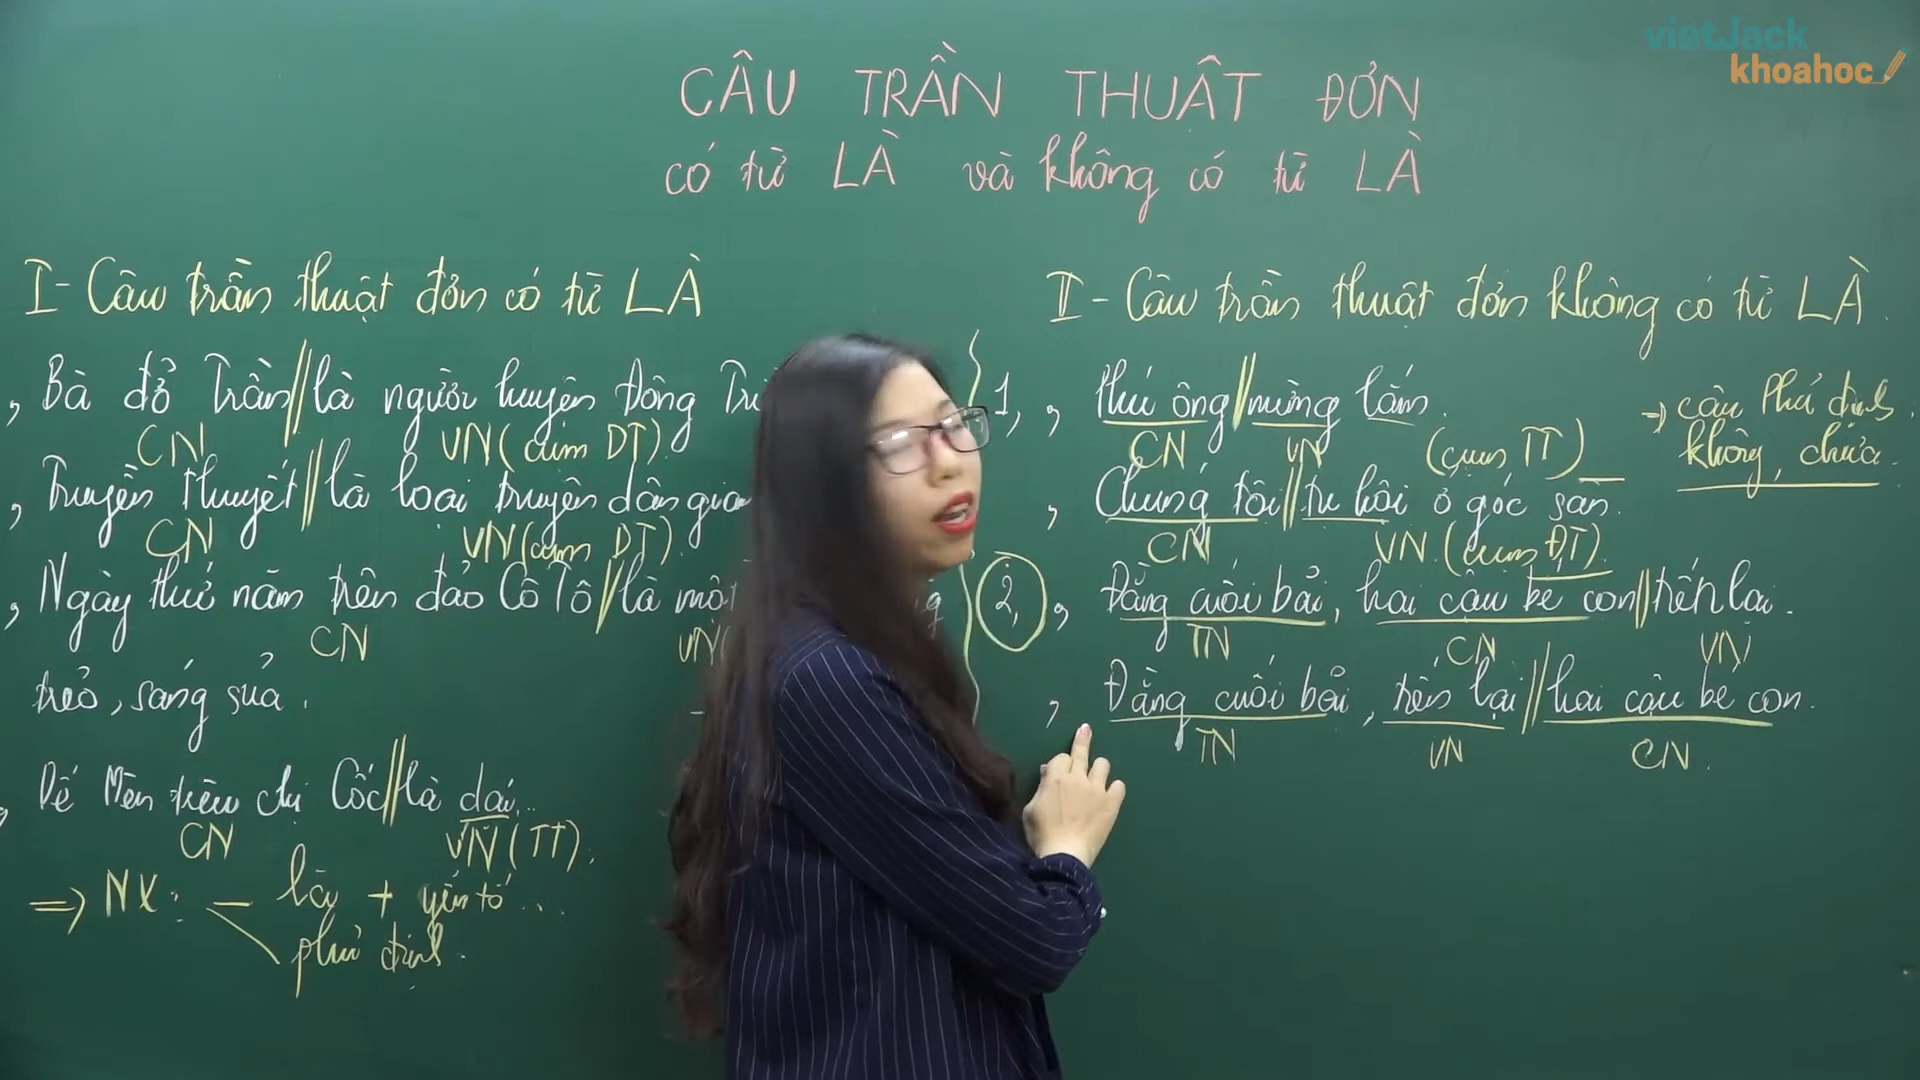 vietJack
khoahoc
CÂU TRẦN THUẬT ĐƠN
có từ LÀ và không có từ LÀ
I - Câu trần thuật đơn có từ LÀ
, Bà đỡ Trần // là người huyện Đông
CN VN (cụm DT).
, Truyền thuyết // là loại truyện dân gian
CN VN (cụm DT).
, Ngày thứ năm trên đảo Cô Tô // là một
CN VN(
trẻo, sáng sủa.
, Dế Mèn trêu chị Cốc // là dại...
CN VN (TT).
=> NX: lấy + yếu tố ...
phủ định.
II - Câu trần thuật đơn không có từ LÀ.
1, , Phú ông // mừng lắm.
CN VN (cụm TT)
-> câu Phủ định
không, chưa.
, Chúng tôi // tụ hội ở góc sân.
CN VN (cụm ĐT).
2, , Đằng cuối bãi, hai cậu bé con // tiến lại.
TN CN VN
, Đằng cuối bãi, tiến lại // hai cậu bé con.
TN VN CN.